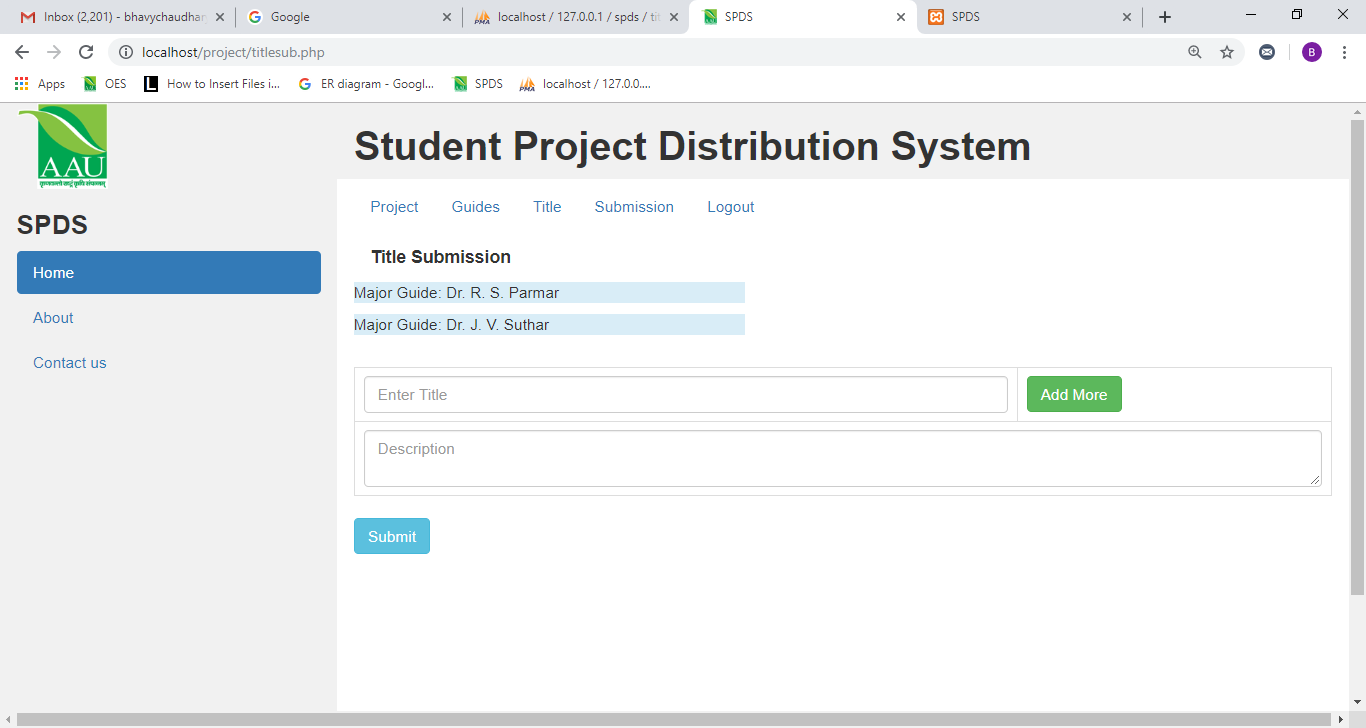 Inbox (2,201) - bhavychaudhar
Google
localhost / 127.0.0.1 / spds / tit
SPDS
SPDS
localhost/project/titlesub.php
B
Apps
OES
How to Insert Files i...
ER diagram - Googl...
SPDS
localhost / 127.0.0....
AAU
Student Project Distribution System
SPDS
Home
About
Contact us
Project
Guides
Title
Submission
Logout
Title Submission
Major Guide: Dr. R. S. Parmar
Major Guide: Dr. J. V. Suthar
Enter Title
Add More
Description
Submit